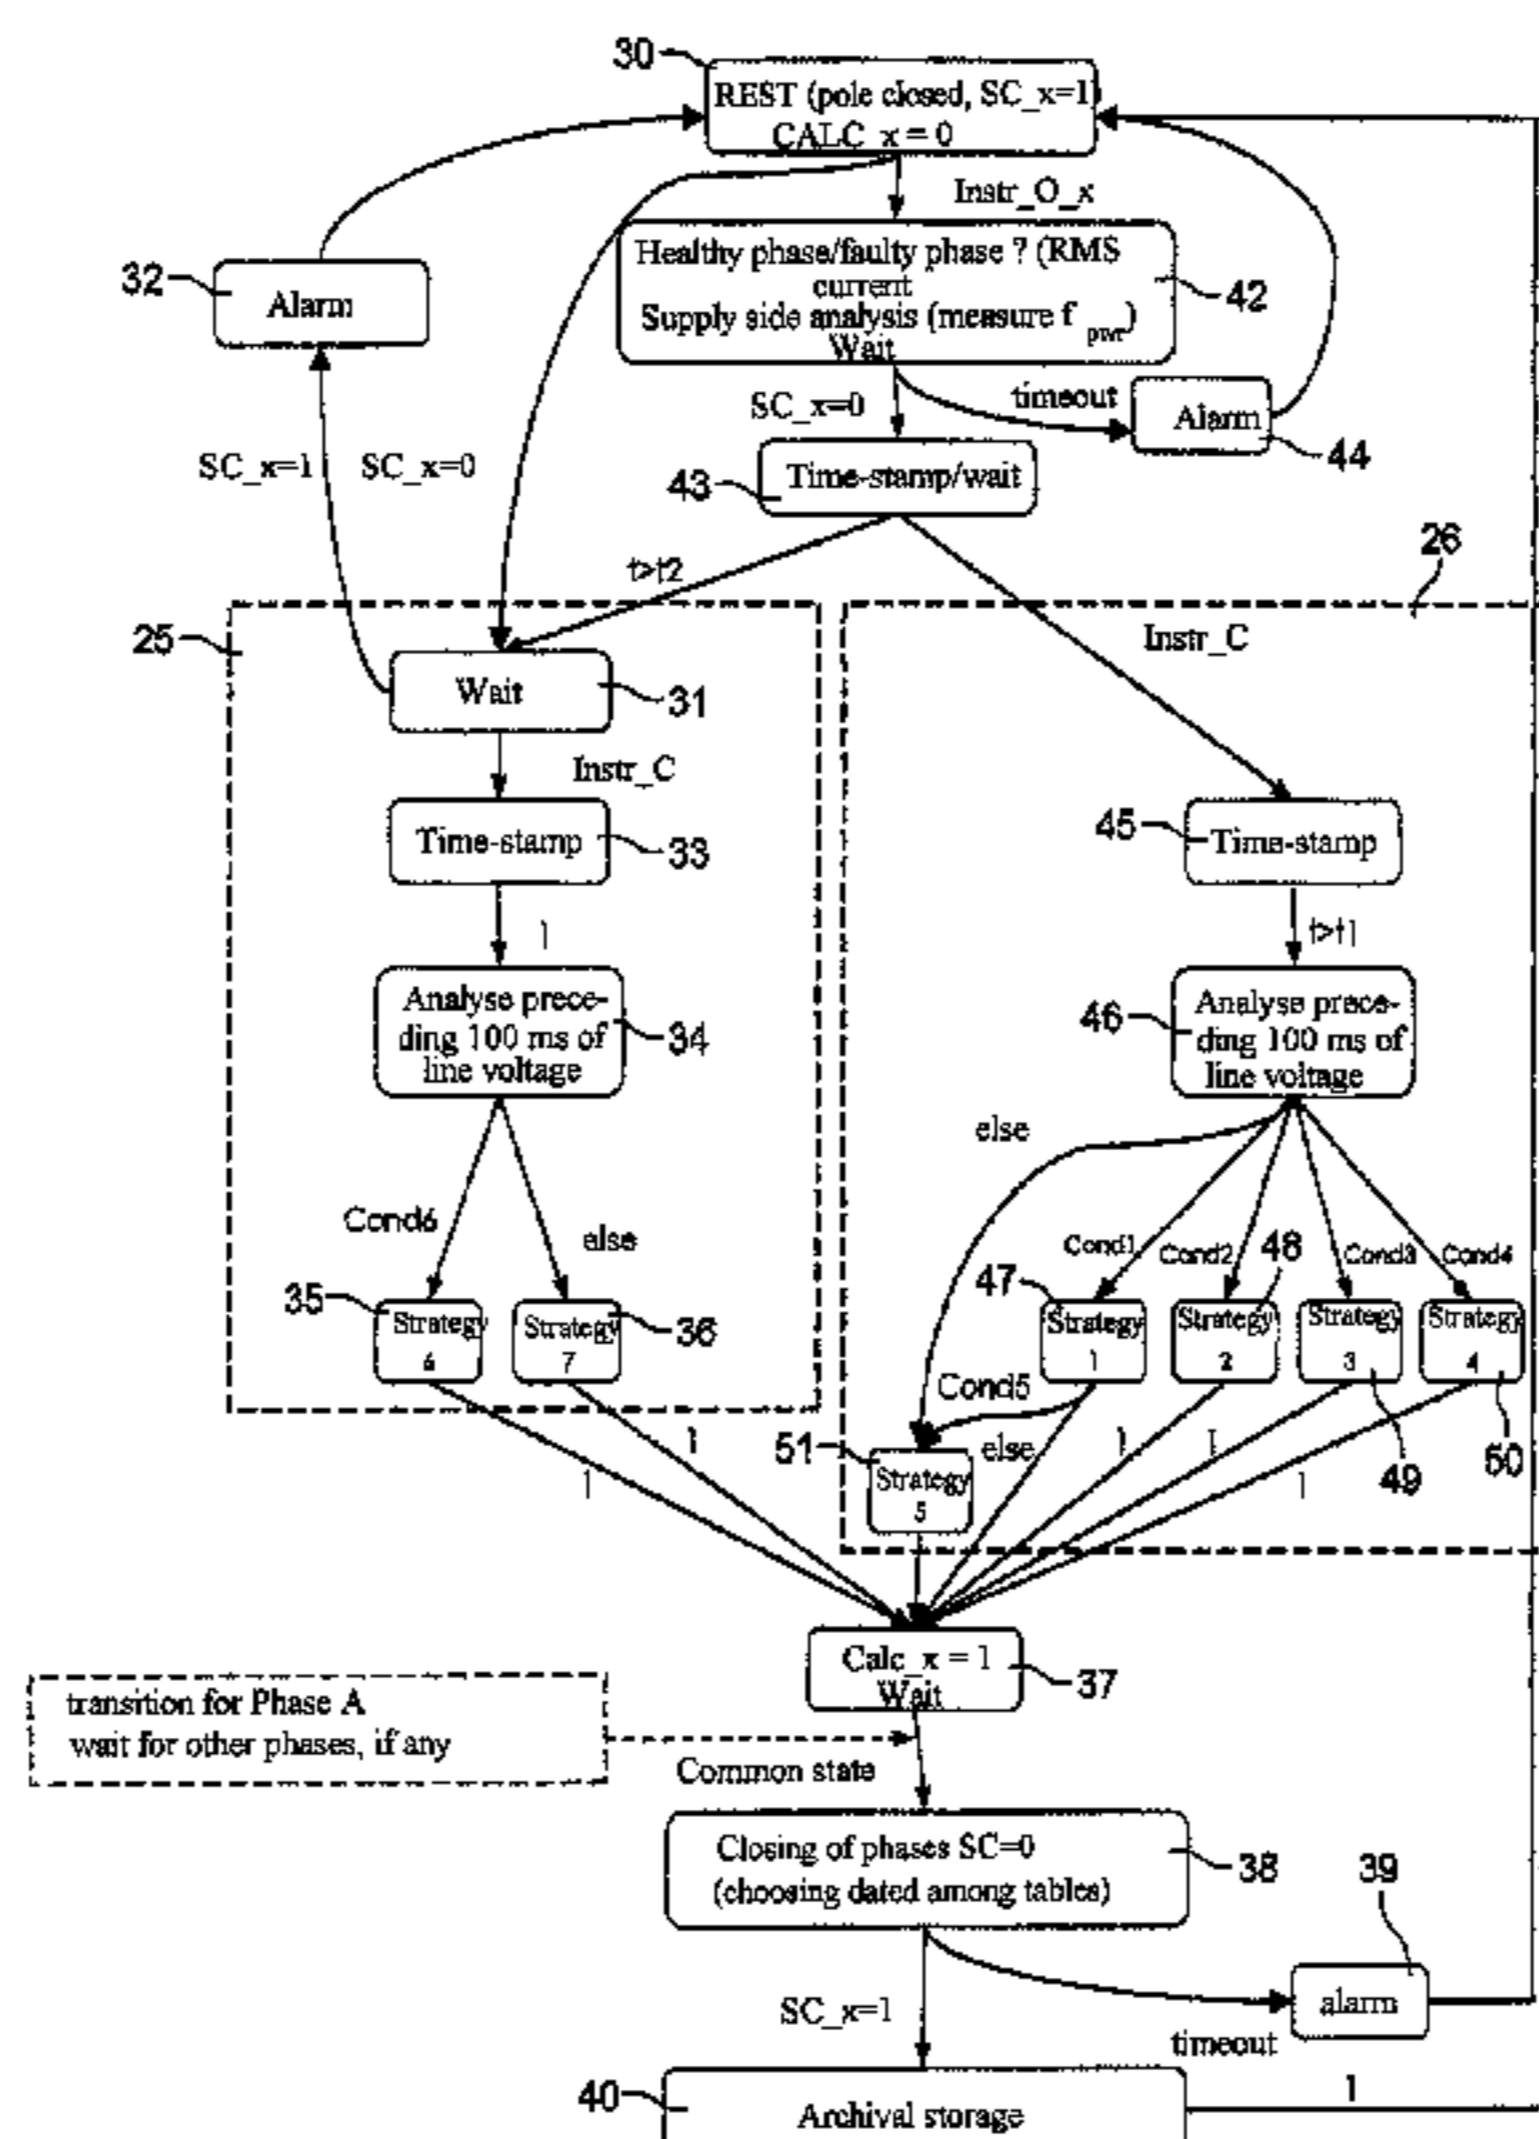 30
REST (pole closed, SC_x=1)
CALC_x = 0
Instr_O_x
Healthy phase/faulty phase ? (RMS
current
Supply side analysis (measure f pwr)
Wait
42
32
Alarm
SC_x=0
timeout
Alarm
44
SC_x=1
SC_x=0
43
Time-stamp/wait
26
t>t2
Instr_C
25
Wait
31
Instr_C
Time-stamp
33
45
Time-stamp
1
t>t1
Analyse prece-
ding 100 ms of
line voltage
34
46
Analyse prece-
ding 100 ms of
line voltage
else
Cond6
else
Cond1
Cond2
48
Cond3
Cond4
35
Strategy
6
Strategy
7
36
47
Strategy
1
Strategy
2
Strategy
3
Strategy
4
Cond5
51
Strategy
5
else
1
1
1
1
1
49
50
Calc_x = 1
Wait
37
transition for Phase A
wait for other phases, if any
Common state
Closing of phases SC=0
(choosing dated among tables)
38
39
SC_x=1
alarm
timeout
40
Archival storage
1